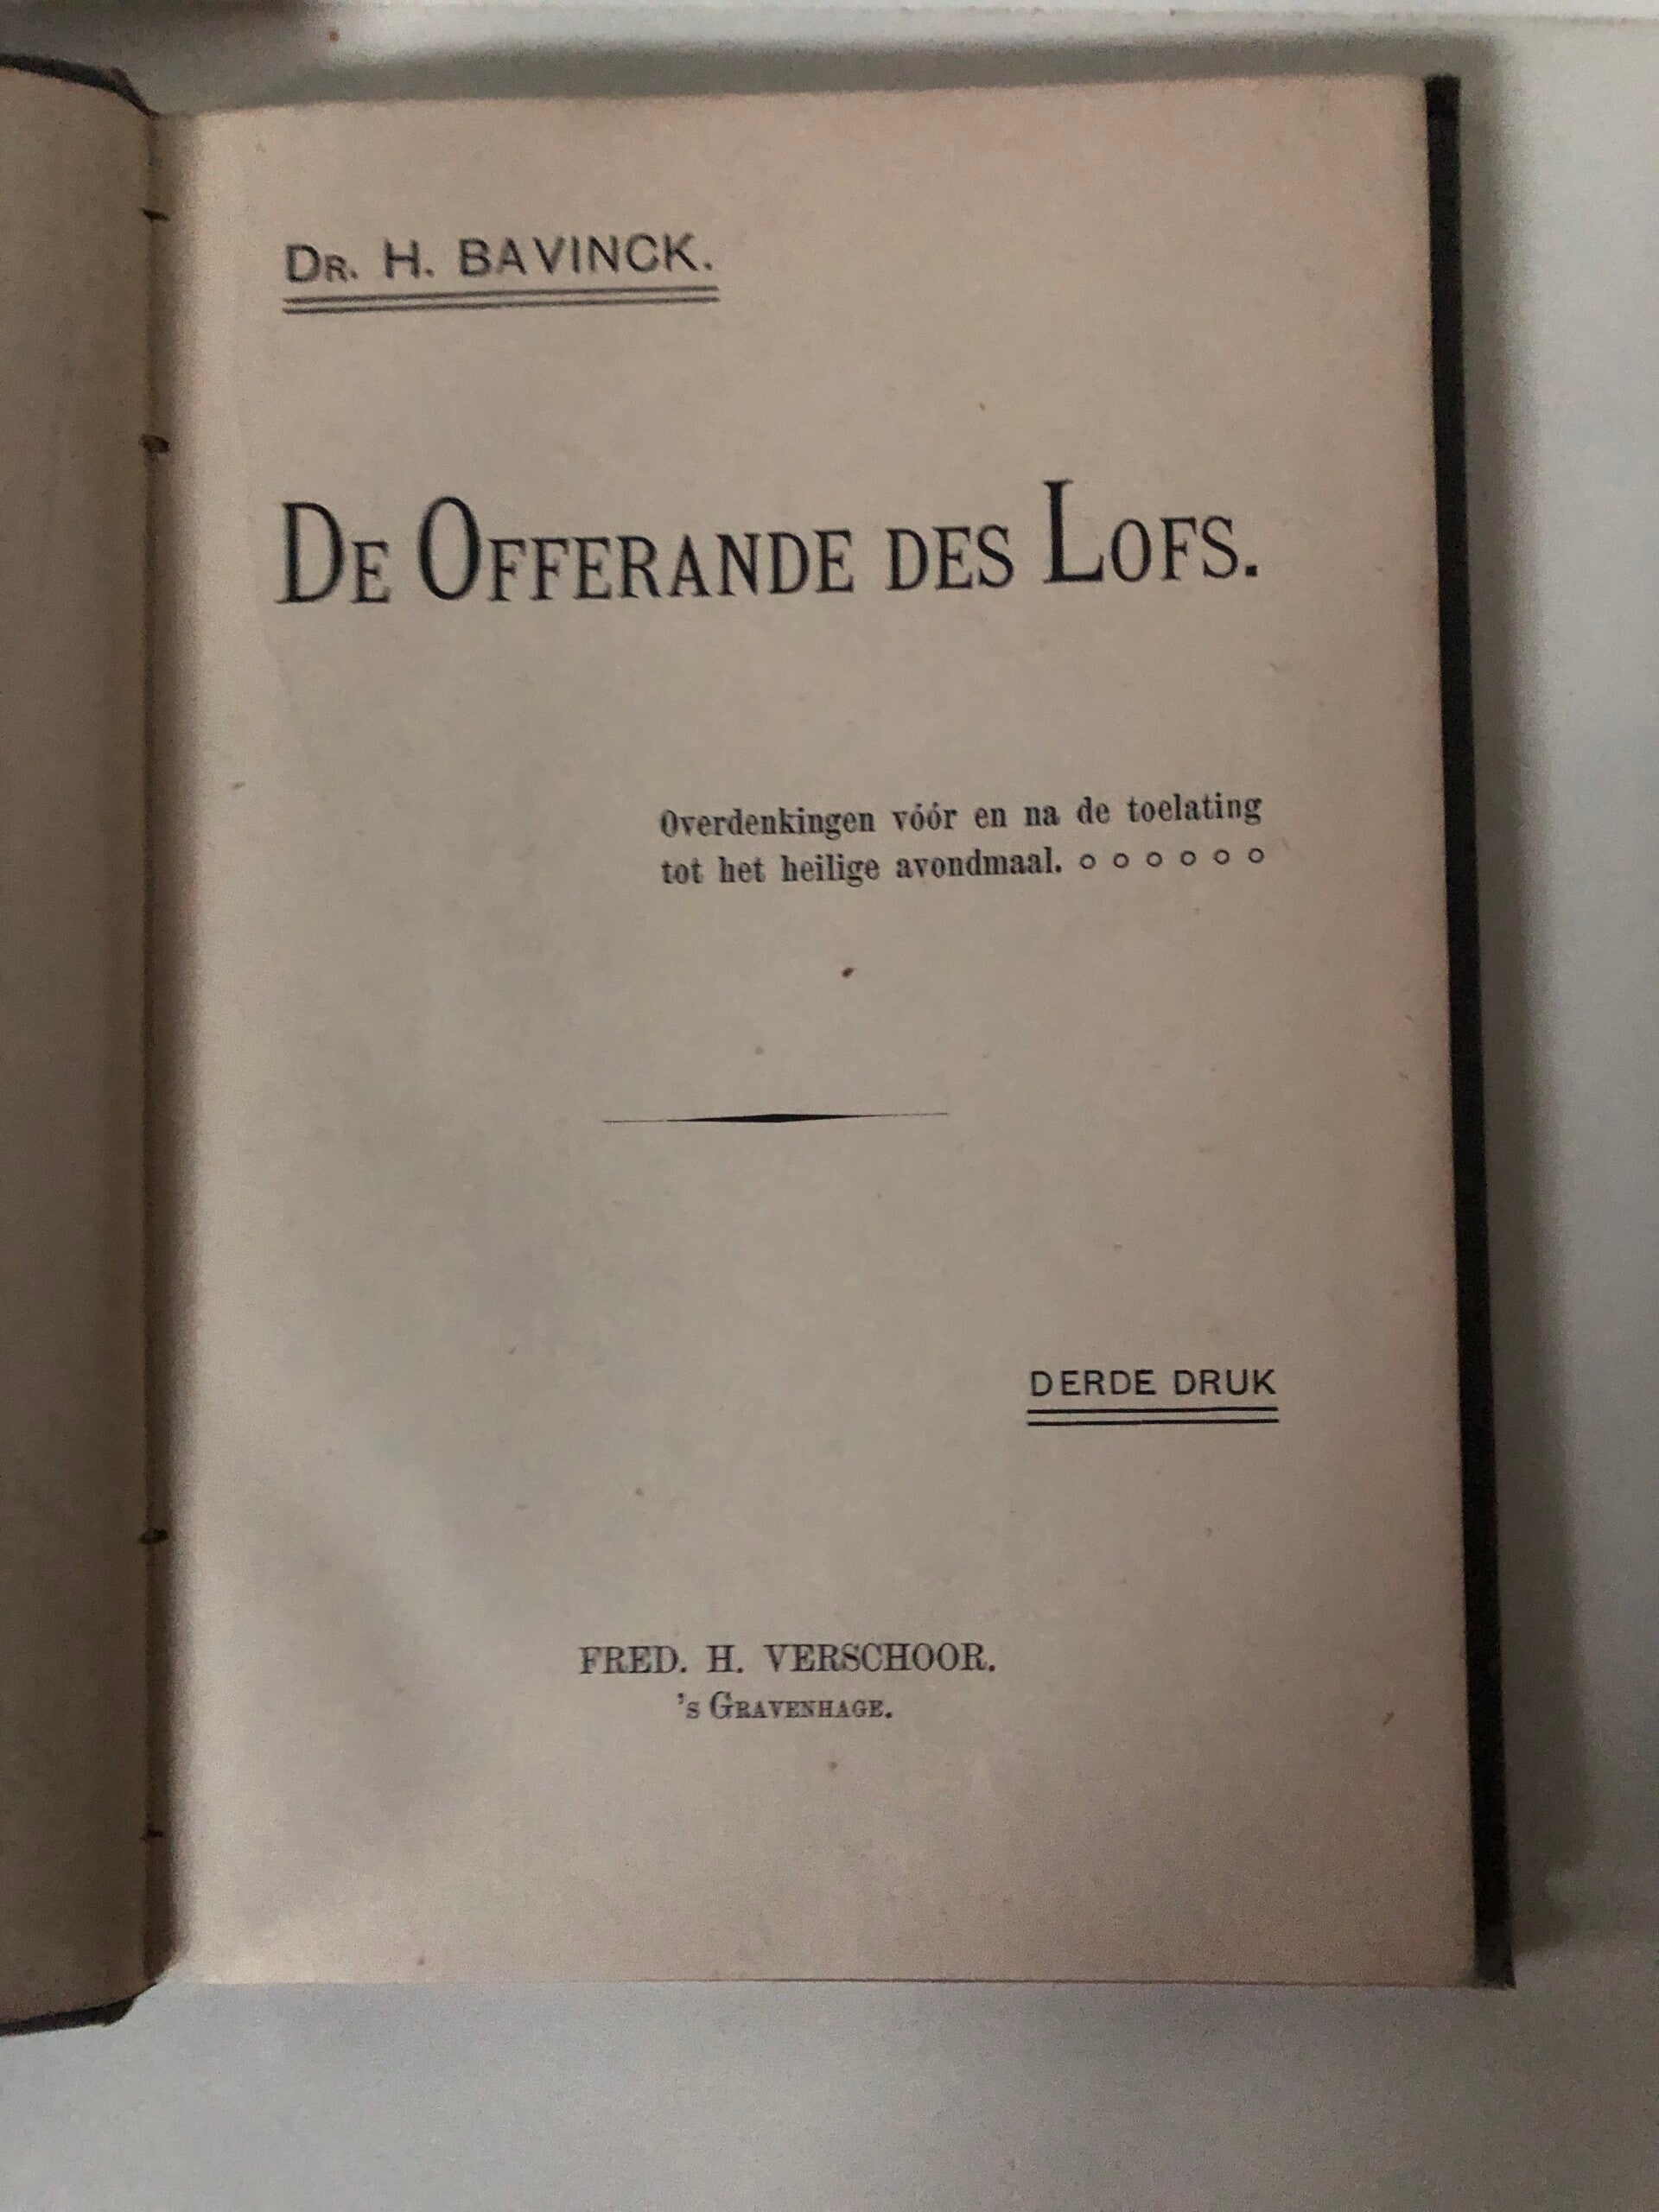 DR. H. BAVINCK.
DE OFFERANDE DES LOFS.
Overdenkingen vóór en na de toelating
tot het heilige avondmaal. o o o o o o
DERDE DRUK
FRED. H. VERSCHOOR.
's GRAVENHAGE.